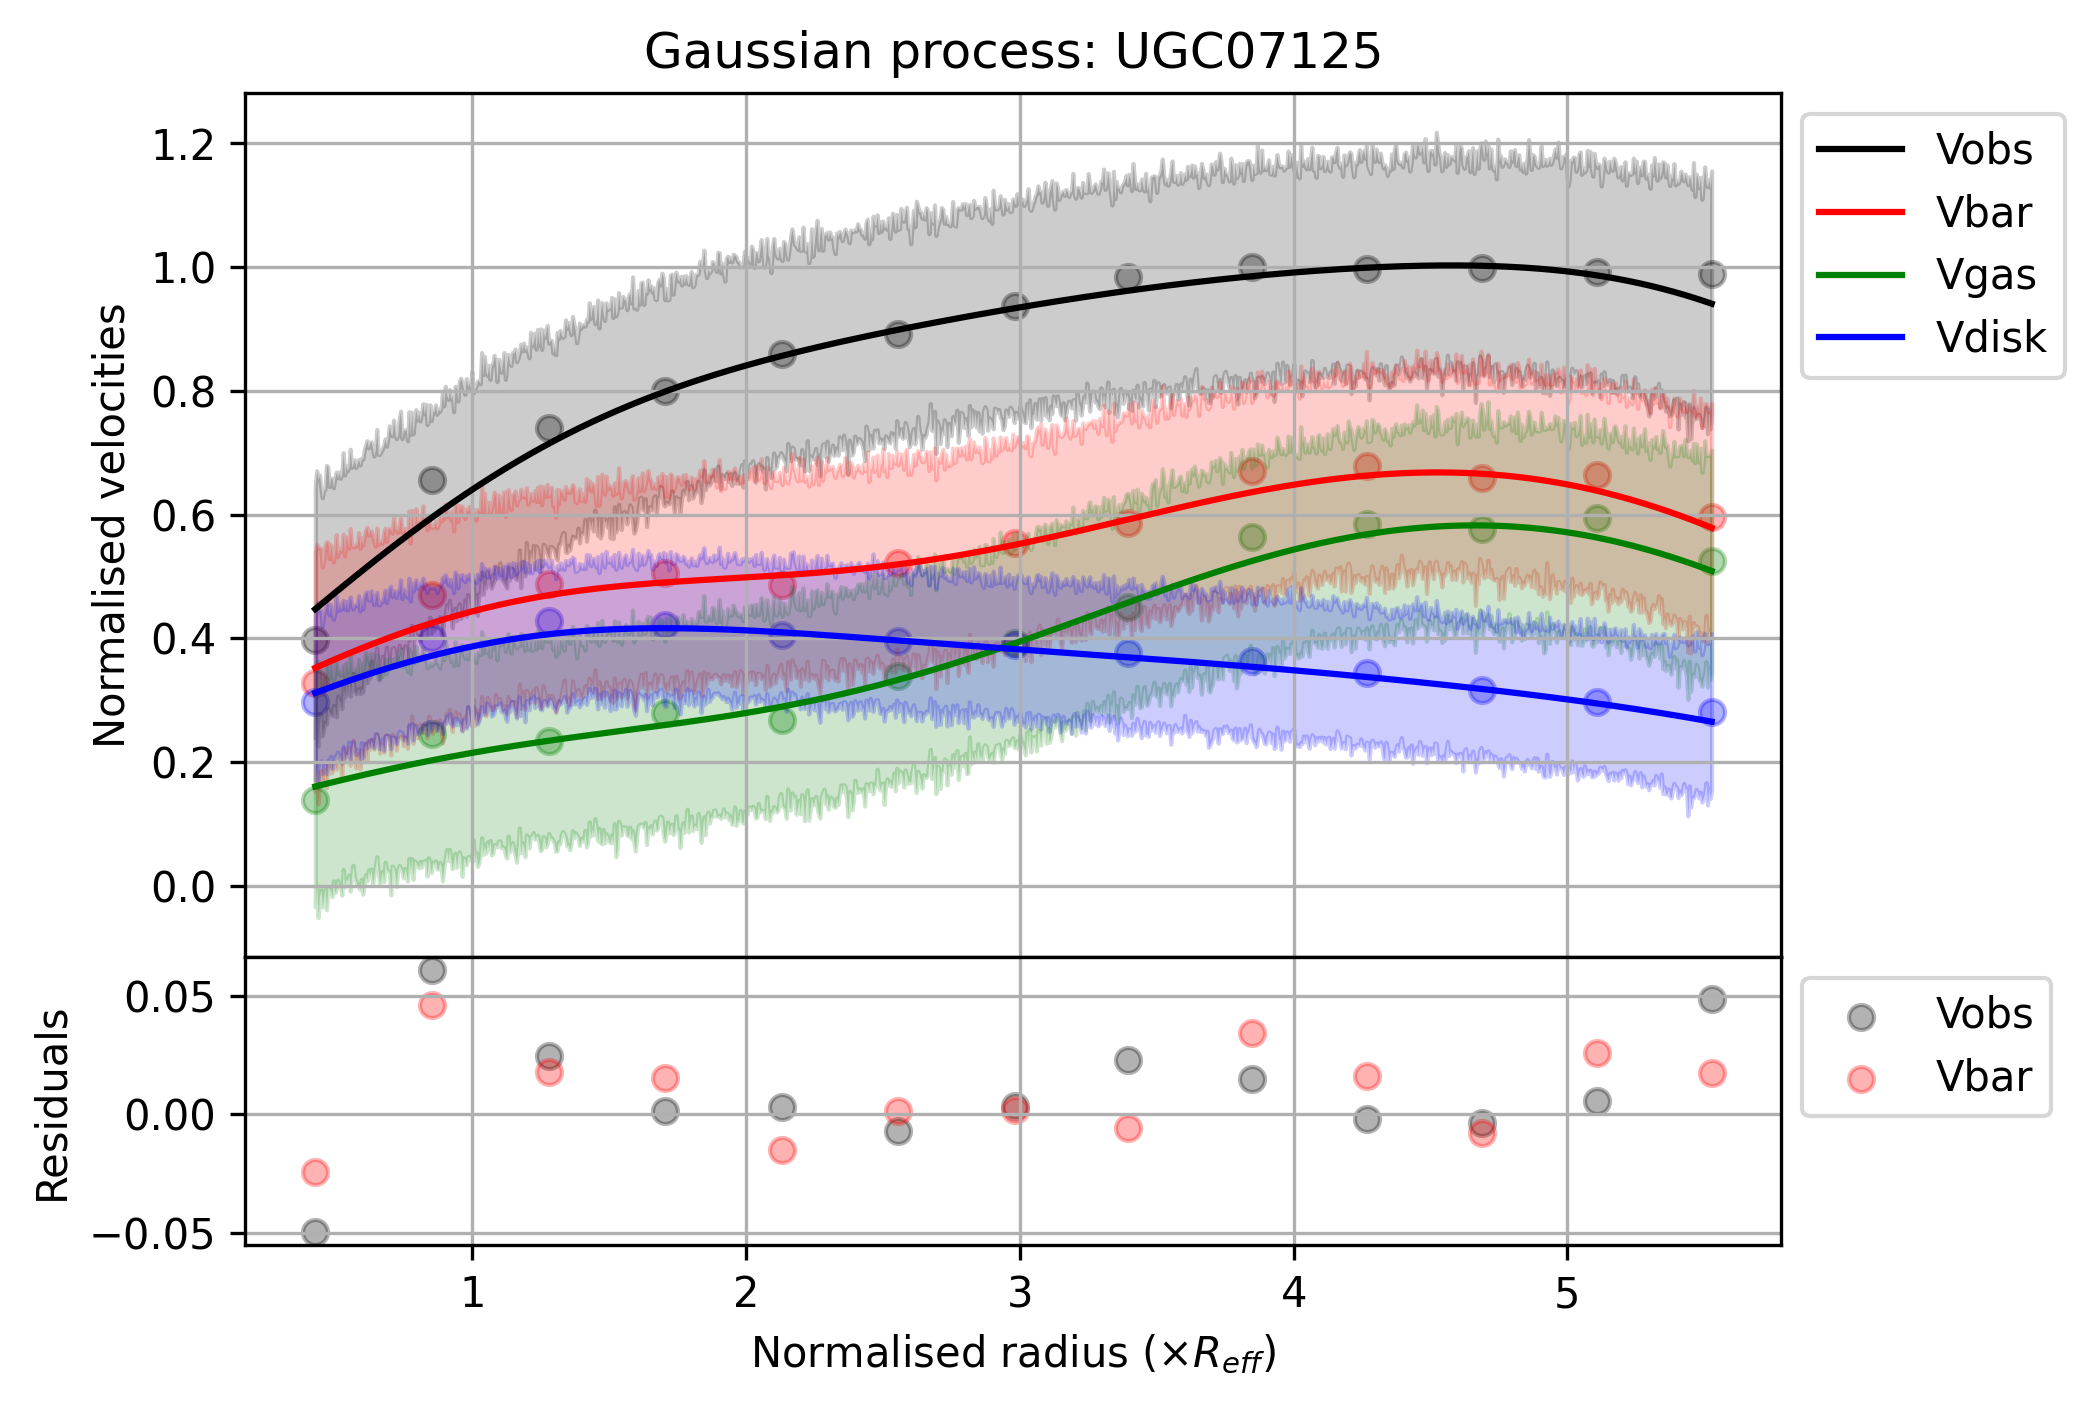 Gaussian process: UGC07125
Normalised velocities
1.2
1.0
0.8
0.6
0.4
0.2
0.0
Vobs
Vbar
Vgas
Vdisk
Residuals
0.05
0.00
−0.05
Vobs
Vbar
1 2 3 4 5
Normalised radius (×R_eff)